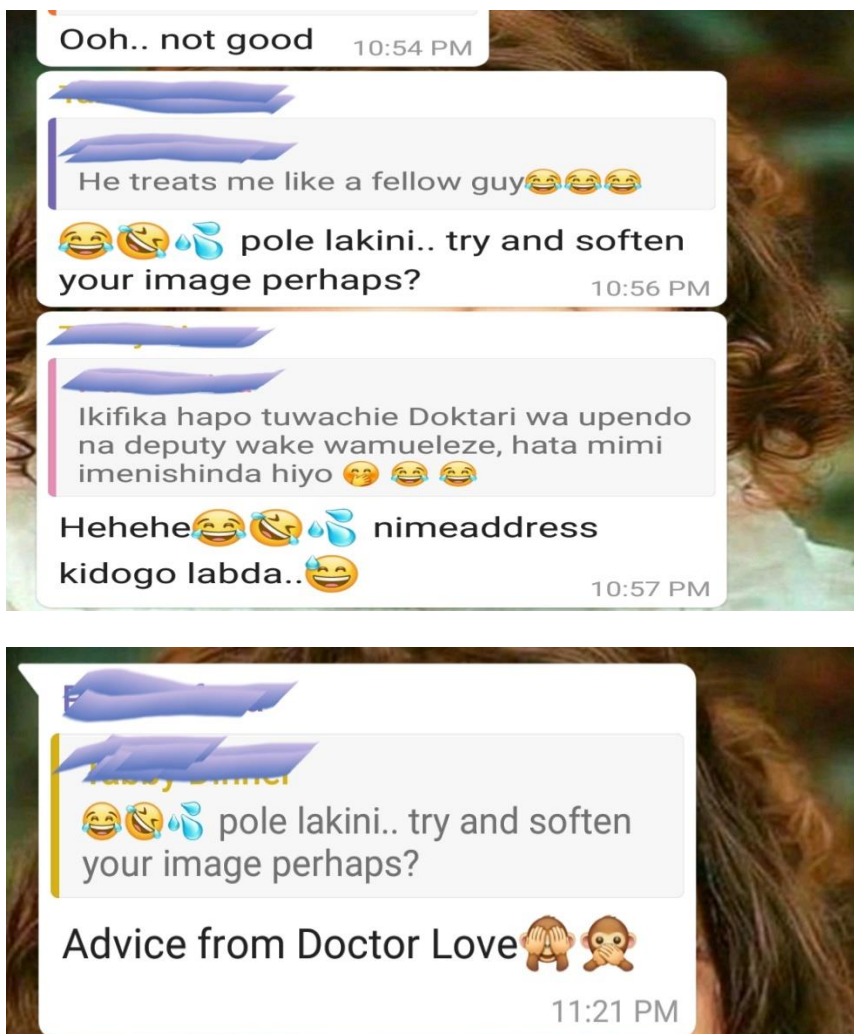 Ooh.. not good 10:54 PM
He treats me like a fellow guy😂😂😂
😂🤣💦 pole lakini.. try and soften
your image perhaps? 10:56 PM
Ikifika hapo tuwachie Doktari wa upendo
na deputy wake wamueleze, hata mimi
imenishinda hiyo 🤭 😂 😂
Hehehe😂🤣💦 nimeaddress
kidogo labda..😅 10:57 PM
😂🤣💦 pole lakini.. try and soften
your image perhaps?
Advice from Doctor Love🙈🙊
11:21 PM